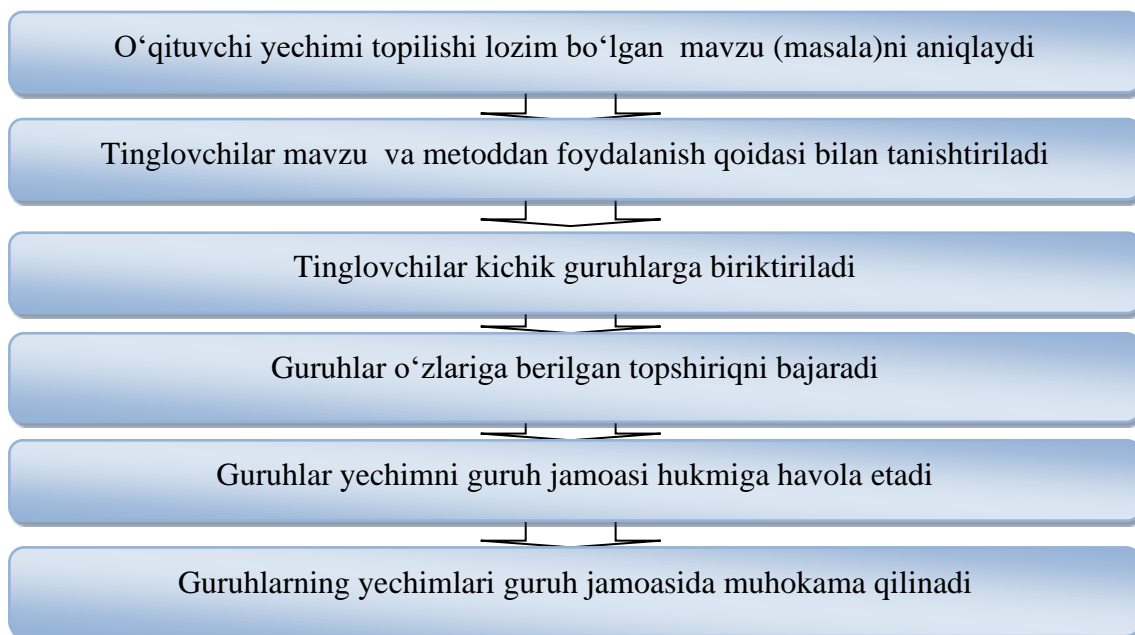 O‘qituvchi yechimi topilishi lozim bo‘lgan mavzu (masala)ni aniqlaydi
Tinglovchilar mavzu va metoddan foydalanish qoidasi bilan tanishtiriladi
Tinglovchilar kichik guruhlarga biriktiriladi
Guruhlar o‘zlariga berilgan topshiriqni bajaradi
Guruhlar yechimni guruh jamoasi hukmiga havola etadi
Guruhlarning yechimlari guruh jamoasida muhokama qilinadi